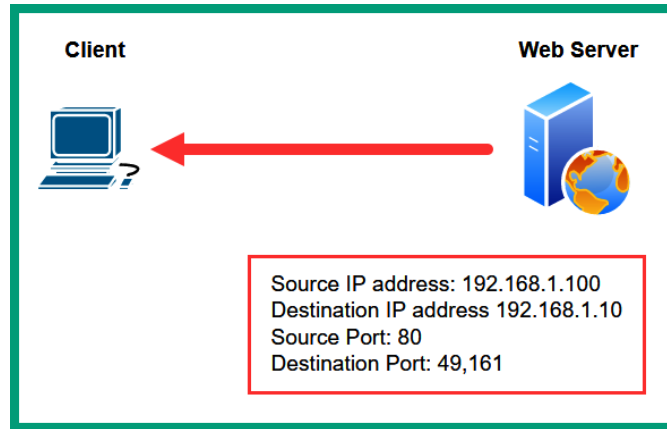 Client
Web Server
Source IP address: 192.168.1.100
Destination IP address 192.168.1.10
Source Port: 80
Destination Port: 49,161